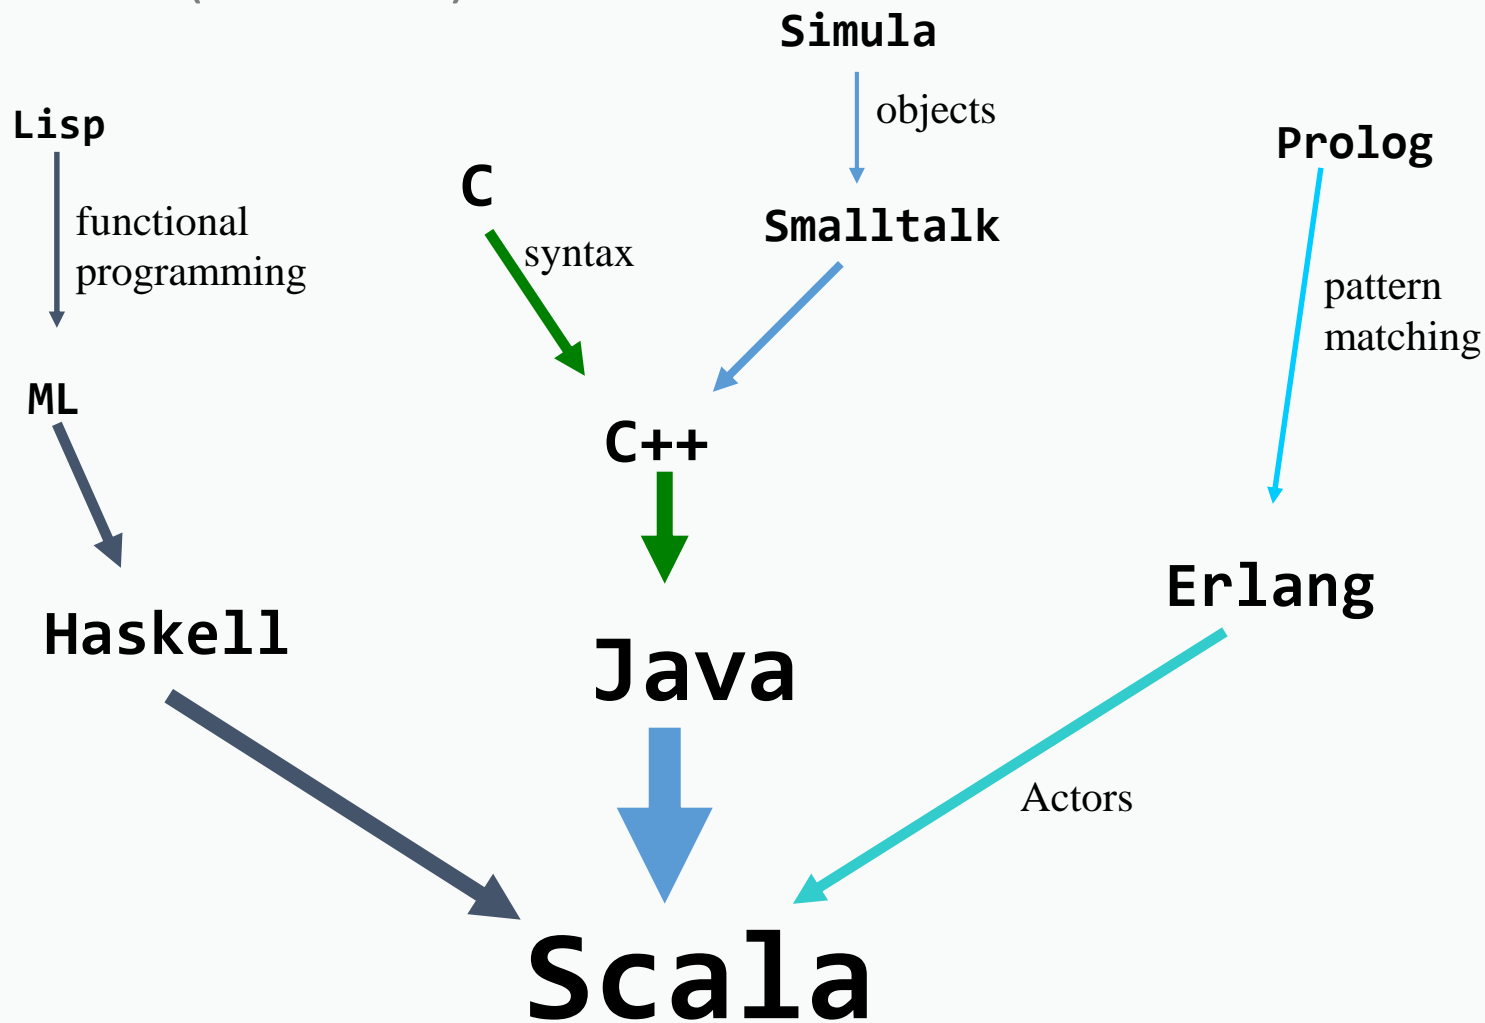 Simula
objects
Lisp
Prolog
C
functional
programming
syntax
Smalltalk
pattern
matching
ML
C++
Erlang
Haskell
Java
Actors
Scala